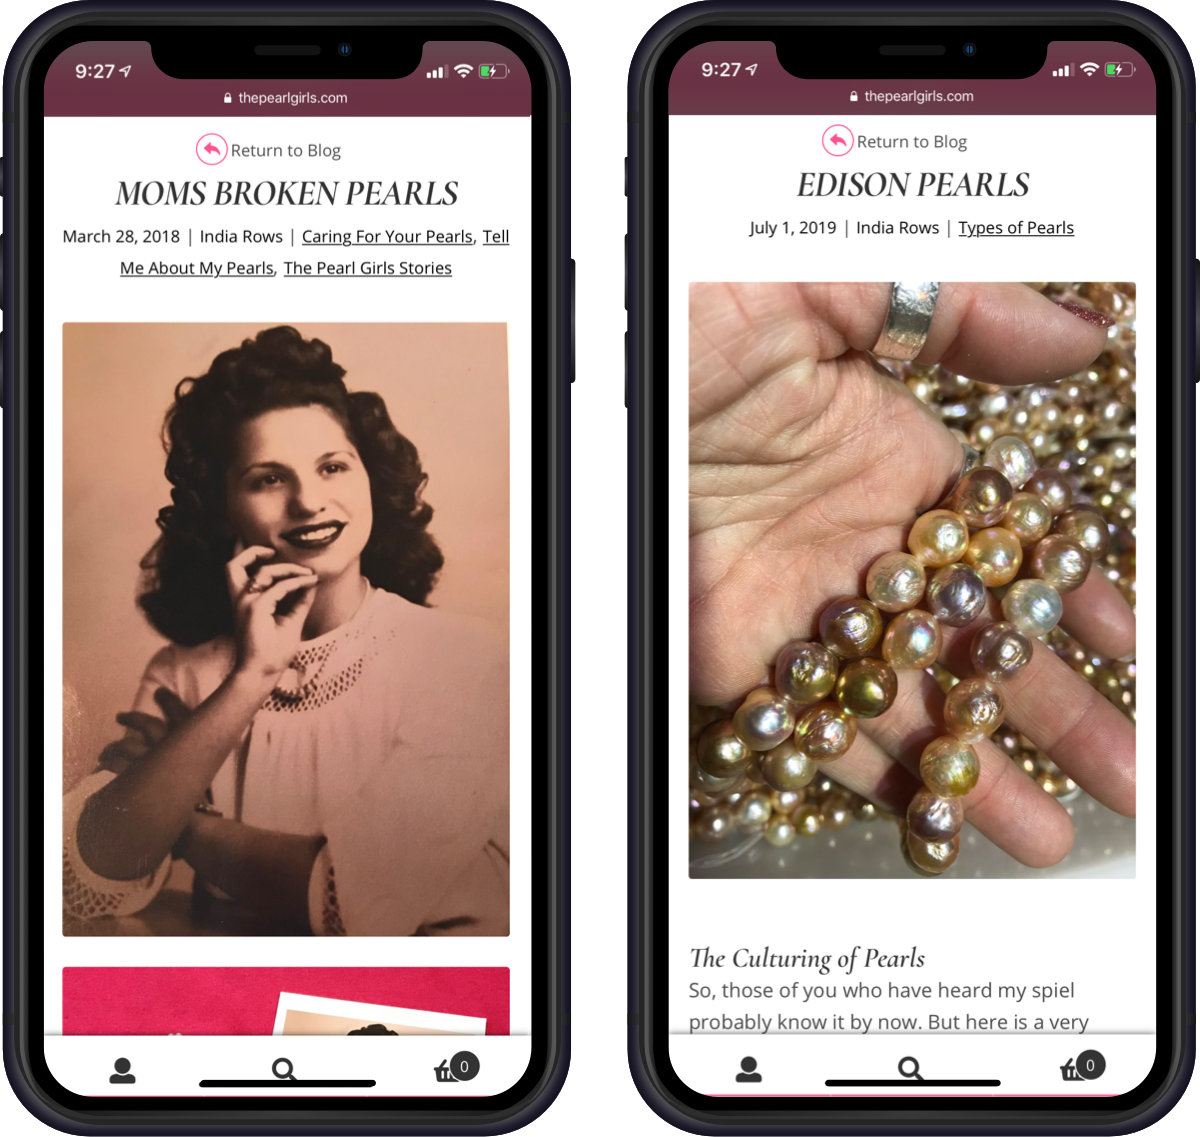 9:27
thepearlgirls.com
Return to Blog
MOMS BROKEN PEARLS
March 28, 2018 | India Rows | Caring For Your Pearls, Tell
Me About My Pearls, The Pearl Girls Stories
0
9:27
thepearlgirls.com
Return to Blog
EDISON PEARLS
July 1, 2019 | India Rows | Types of Pearls
The Culturing of Pearls
So, those of you who have heard my spiel
probably know it by now. But here is a very
0